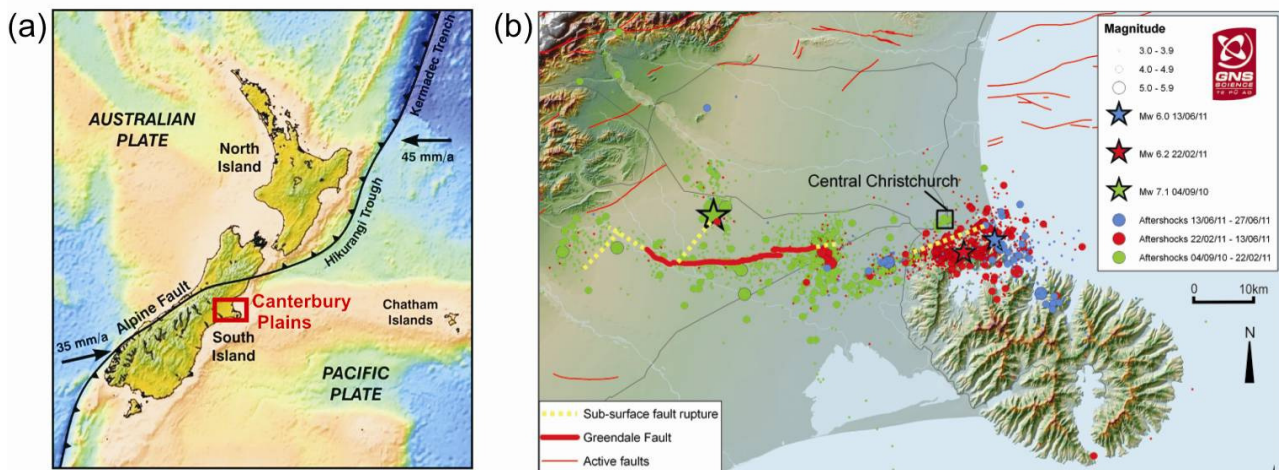 (a)
AUSTRALIAN
PLATE
North
Island
Kermadec Trench
45 mm/a
Hikurangi Trough
Alpine Fault
Canterbury
Plains
Chatham
Islands
35 mm/a
South
Island
PACIFIC
PLATE
(b)
Central Christchurch
Magnitude
3.0 - 3.9
4.0 - 4.9
5.0 - 5.9
GNS
SCIENCE
TE PŪ AO
Mw 6.0 13/06/11
Mw 6.2 22/02/11
Mw 7.1 04/09/10
Aftershocks 13/06/11 - 27/06/11
Aftershocks 22/02/11 - 13/06/11
Aftershocks 04/09/10 - 22/02/11
0 10km
N
Sub-surface fault rupture
Greendale Fault
Active faults